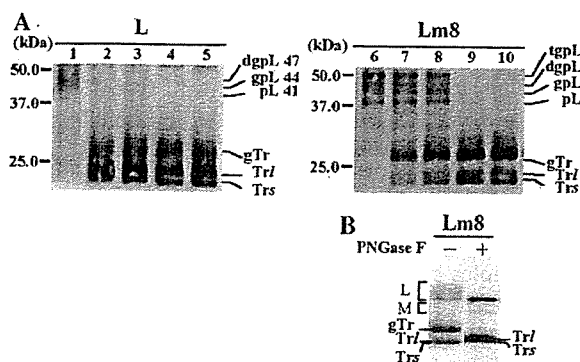 A
L
Lm8
(kDa)
1 2 3 4 5
dgpL 47
gpL 44
pL 41
50.0
37.0
25.0
gTr
Trl
Trs
(kDa)
6 7 8 9 10
tgpL
dgpL
gpL
pL
50.0
37.0
25.0
gTr
Trl
Trs
B
Lm8
PNGase F − +
L
M
gTr
Trl
Trs
Trl
Trs